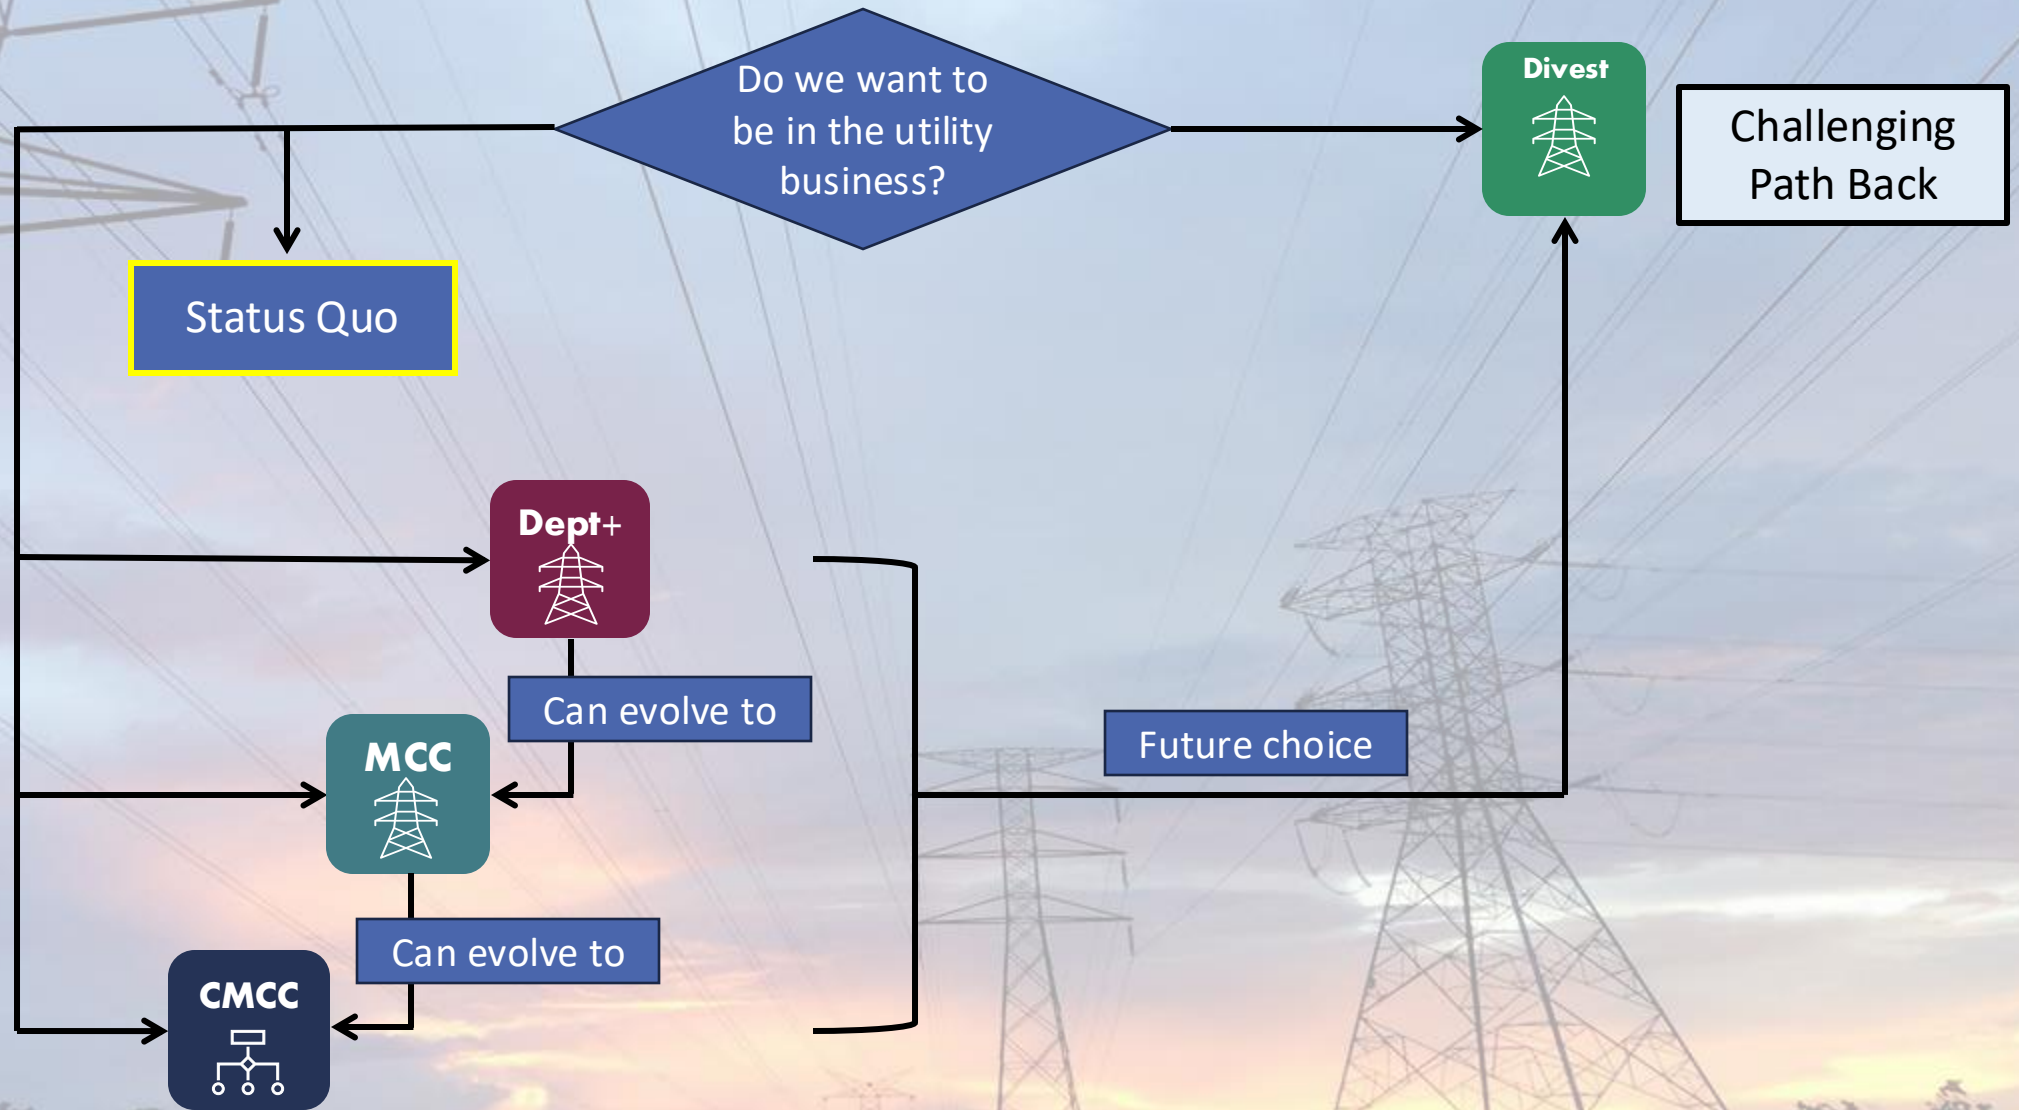 Do we want to
be in the utility
business?
Divest
Challenging
Path Back
Status Quo
Dept+
Can evolve to
MCC
Future choice
Can evolve to
CMCC